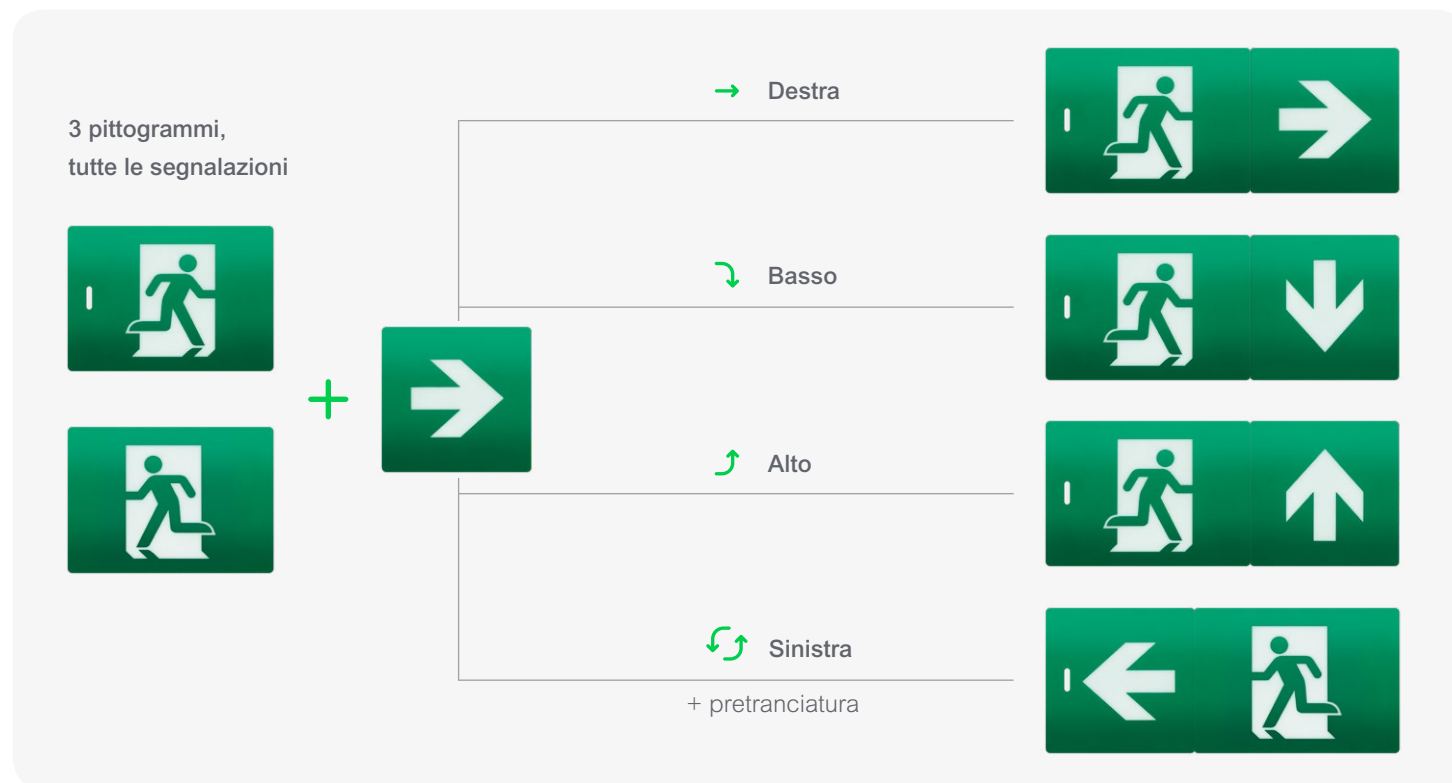 3 pittogrammi,
tutte le segnalazioni
Destra
Basso
Alto
Sinistra
+ pretranciatura